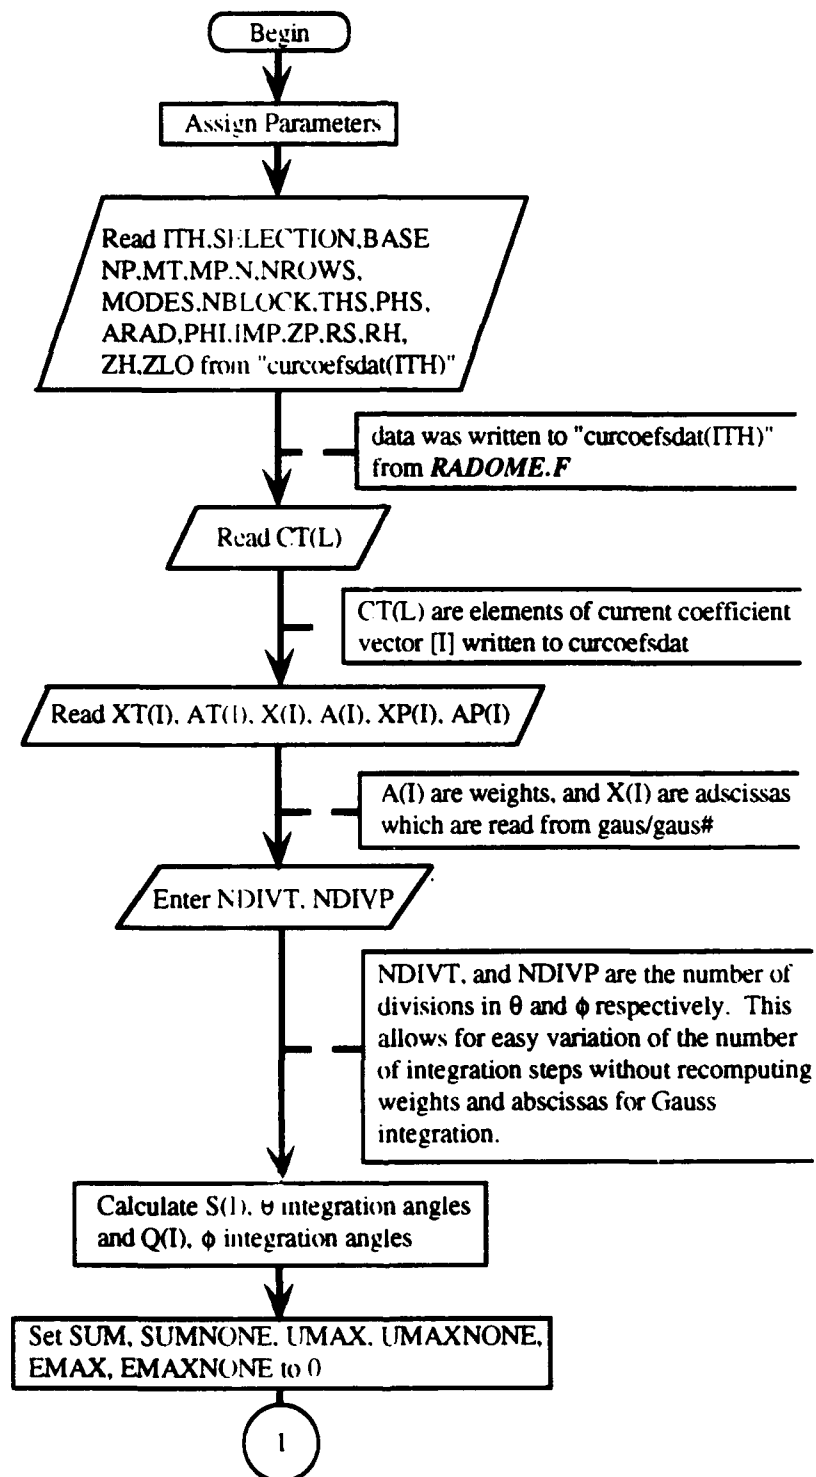 Begin
Assign Parameters
Read ITH,SELECTION,BASE
NP,MT,MP,N,NROWS,
MODES,NBLOCK,THS,PHS,
ARAD,PHI,IMP,ZP,RS,RH,
ZH,ZLO from "curcoefsdat(ITH)"
data was written to "curcoefsdat(ITH)"
from RADOME.F
Read CT(L)
CT(L) are elements of current coefficient
vector [I] written to curcoefsdat
Read XT(I), AT(I), X(I), A(I), XP(I), AP(I)
A(I) are weights, and X(I) are adscissas
which are read from gaus/gaus#
Enter NDIVT, NDIVP
NDIVT, and NDIVP are the number of
divisions in θ and ϕ respectively. This
allows for easy variation of the number
of integration steps without recomputing
weights and abscissas for Gauss
integration.
Calculate S(I), θ integration angles
and Q(I), ϕ integration angles
Set SUM, SUMNONE, UMAX, UMAXNONE,
EMAX, EMAXNONE to 0
1